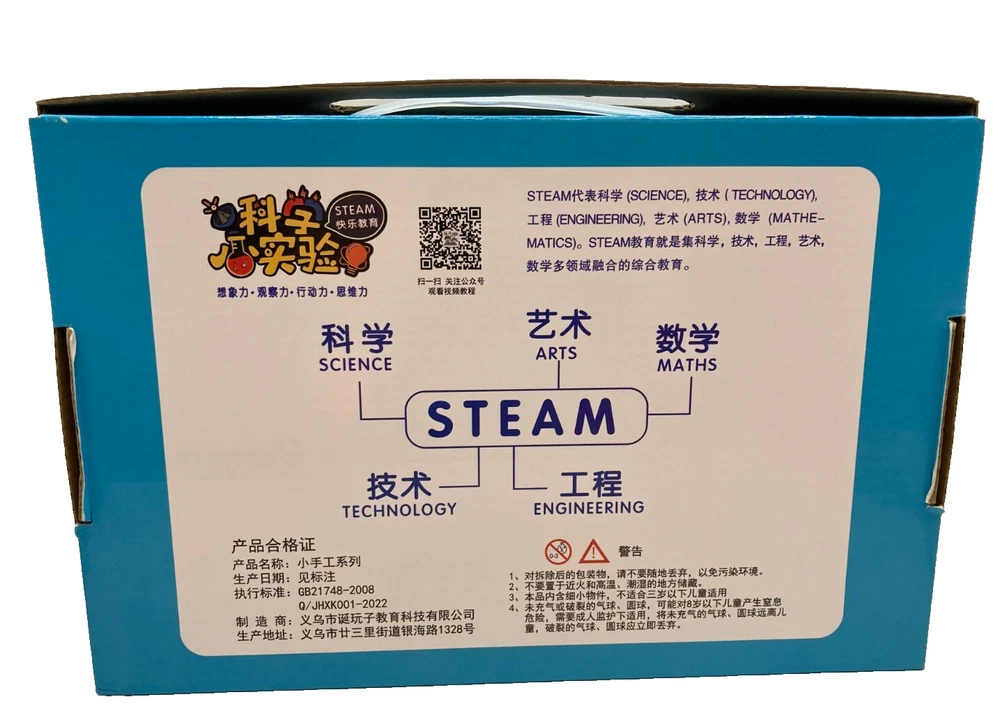 科学
小实验
STEAM
快乐教育
想象力·观察力·行动力·思维力
扫一扫 关注公众号
观看视频教程
STEAM代表科学(SCIENCE), 技术(TECHNOLOGY),
工程(ENGINEERING), 艺术(ARTS), 数学(MATHE-
MATICS)。STEAM教育就是集科学, 技术, 工程, 艺术,
数学多领域融合的综合教育。
科学
SCIENCE
艺术
ARTS
数学
MATHS
STEAM
技术
TECHNOLOGY
工程
ENGINEERING
产品合格证
产品名称: 小手工系列
生产日期: 见标注
执行标准: GB21748-2008
Q/JHXK001-2022
制 造 商: 义乌市诞玩子教育科技有限公司
生产地址: 义乌市廿三里街道银海路1328号
0-3
警告
1、对拆除后的包装物, 请不要随地丢弃, 以免污染环境。
2、不要置于近火和高温、潮湿的地方储藏。
3、本品内含细小物件, 不适合三岁以下儿童适用
4、未充气或破裂的气球、圆球, 可能对8岁以下儿童产生窒息
危险, 需要成人监护下适用, 将未充气的气球、圆球远离儿
童, 破裂的气球、圆球应立即丢弃。